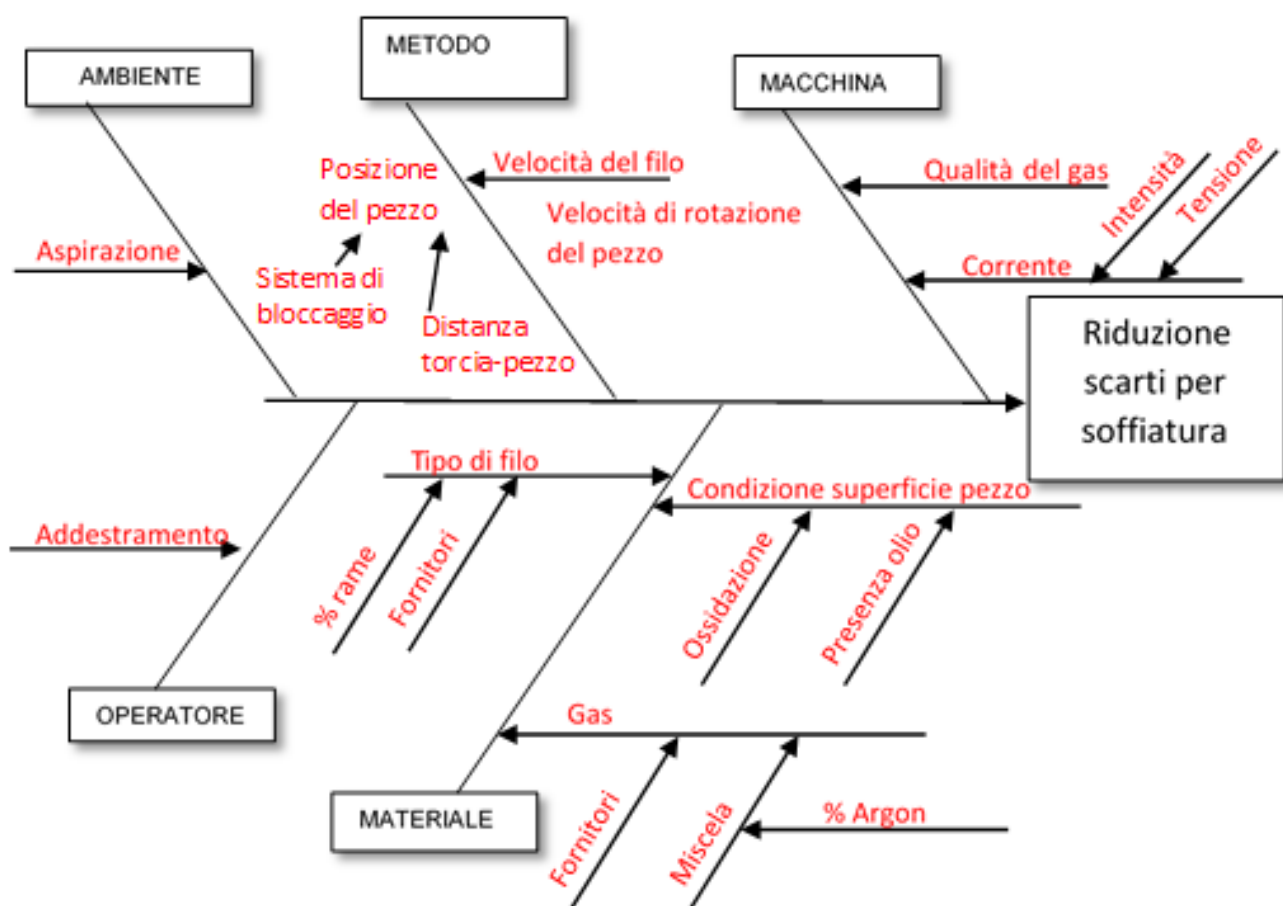 METODO
AMBIENTE
MACCHINA
Posizione
del pezzo
Velocità del filo
Velocità di rotazione
del pezzo
Qualità del gas
Intensità
Tensione
Aspirazione
Sistema di
bloccaggio
Distanza
torcia-pezzo
Corrente
Riduzione
scarti per
soffiatura
Tipo di filo
Condizione superficie pezzo
Addestramento
% rame
Fornitori
Ossidazione
Presenza olio
OPERATORE
Gas
MATERIALE
Fornitori
Miscela
% Argon